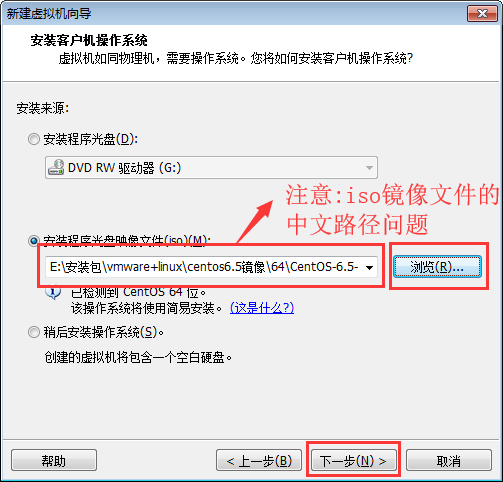 新建虚拟机向导
安装客户机操作系统
虚拟机如同物理机，需要操作系统。您将如何安装客户机操作系统?
安装来源:
安装程序光盘(D):
DVD RW 驱动器 (G:)
注意:iso镜像文件的
中文路径问题
安装程序光盘映像文件(iso)(M):
E:\安装包\vmware+linux\centos6.5镜像\64\CentOS-6.5-
浏览(R)...
已检测到 CentOS 64 位。
该操作系统将使用简易安装。 (这是什么?)
稍后安装操作系统(S)。
创建的虚拟机将包含一个空白硬盘。
帮助 < 上一步(B) 下一步(N) > 取消